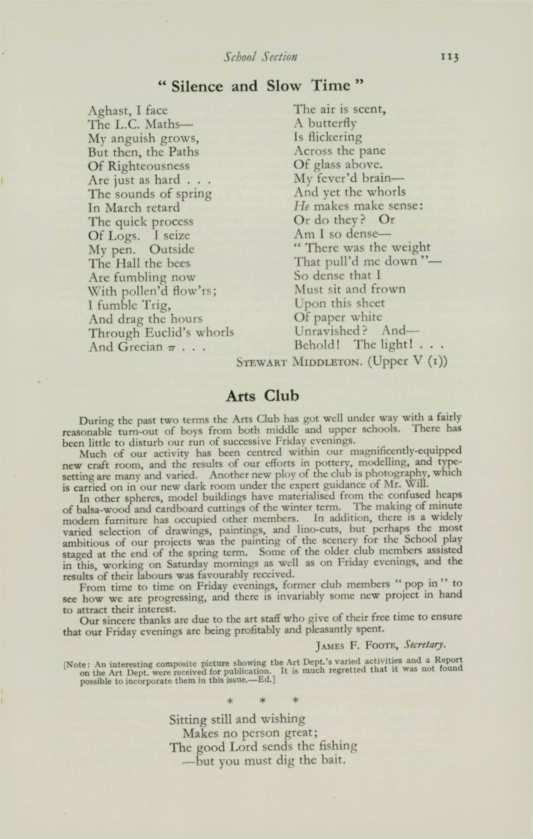 School Section
113
“ Silence and Slow Time ”
Aghast, I face
The L.C. Maths—
My anguish grows,
But then, the Paths
Of Righteousness
Are just as hard . . .
The sounds of spring
In March retard
The quick process
Of Logs. I seize
My pen. Outside
The Hall the bees
Are fumbling now
With pollen'd flow'rs;
I fumble Trig,
And drag the hours
Through Euclid's whorls
And Grecian π . . .
The air is scent,
A butterfly
Is flickering
Across the pane
Of glass above.
My fever'd brain—
And yet the whorls
He makes make sense:
Or do they? Or
Am I so dense—
“ There was the weight
That pull'd me down ”—
So dense that I
Must sit and frown
Upon this sheet
Of paper white
Unravished? And—
Behold! The light! . . .
Stewart Middleton. (Upper V (1))
Arts Club
During the past two terms the Arts Club has got well under way with a fairly
reasonable turn-out of boys from both middle and upper schools. There has
been little to disturb our run of successive Friday evenings.
Much of our activity has been centred within our magnificently-equipped
new craft room, and the results of our efforts in pottery, modelling, and type-
setting are many and varied. Another new ploy of the club is photography, which
is carried on in our new dark room under the expert guidance of Mr. Will.
In other spheres, model buildings have materialised from the confused heaps
of balsa-wood and cardboard cuttings of the winter term. The making of minute
modern furniture has occupied other members. In addition, there is a widely
varied selection of drawings, paintings, and lino-cuts, but perhaps the most
ambitious of our projects was the painting of the scenery for the School play
staged at the end of the spring term. Some of the older club members assisted
in this, working on Saturday mornings as well as on Friday evenings, and the
results of their labours was favourably received.
From time to time on Friday evenings, former club members “ pop in ” to
see how we are progressing, and there is invariably some new project in hand
to attract their interest.
Our sincere thanks are due to the art staff who give of their free time to ensure
that our Friday evenings are being profitably and pleasantly spent.
James F. Foote, Secretary.
[Note: An interesting composite picture showing the Art Dept.'s varied activities and a Report
on the Art Dept. were received for publication. It is much regretted that it was not found
possible to incorporate them in this issue.—Ed.]
* * *
Sitting still and wishing
Makes no person great;
The good Lord sends the fishing
—but you must dig the bait.